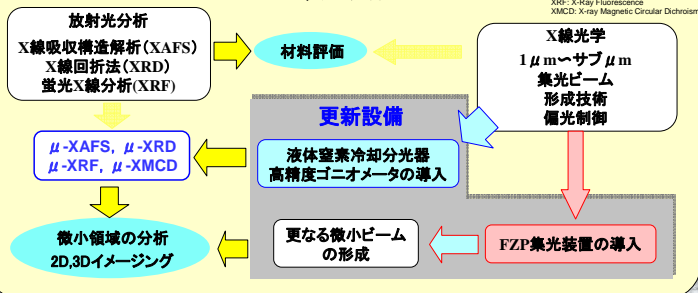 XRF: X-Ray Fluorescence
XMCD: X-ray Magnetic Circular Dichroism
放射光分析
X線吸収構造解析(XAFS)
X線回折法(XRD)
蛍光X線分析(XRF)
材料評価
X線光学
1μm~サブμm
集光ビーム
形成技術
偏光制御
更新設備
μ-XAFS, μ-XRD
μ-XRF, μ-XMCD
液体窒素冷却分光器
高精度ゴニオメータの導入
微小領域の分析
2D,3Dイメージング
更なる微小ビーム
の形成
FZP集光装置の導入